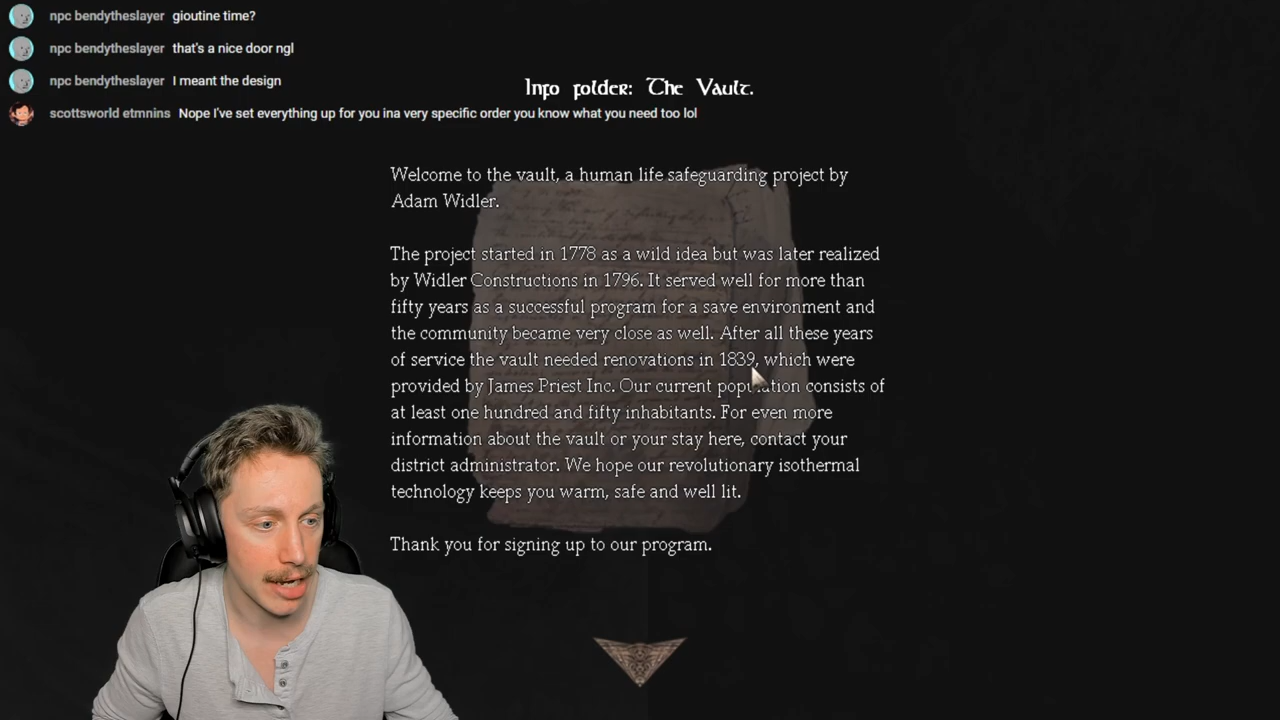 npc bendytheslayer gioutine time?
npc bendytheslayer that's a nice door ngl
npc bendytheslayer I meant the design
scottsworld etmnins Nope I've set everything up for you ina very specific order you know what you need too lol
Info folder: The Vault.
Welcome to the vault, a human life safeguarding project by
Adam Widler.
The project started in 1778 as a wild idea but was later realized
by Widler Constructions in 1796. It served well for more than
fifty years as a successful program for a save environment and
the community became very close as well. After all these years
of service the vault needed renovations in 1839, which were
provided by James Priest Inc. Our current population consists of
at least one hundred and fifty inhabitants. For even more
information about the vault or your stay here, contact your
district administrator. We hope our revolutionary isothermal
technology keeps you warm, safe and well lit.
Thank you for signing up to our program.